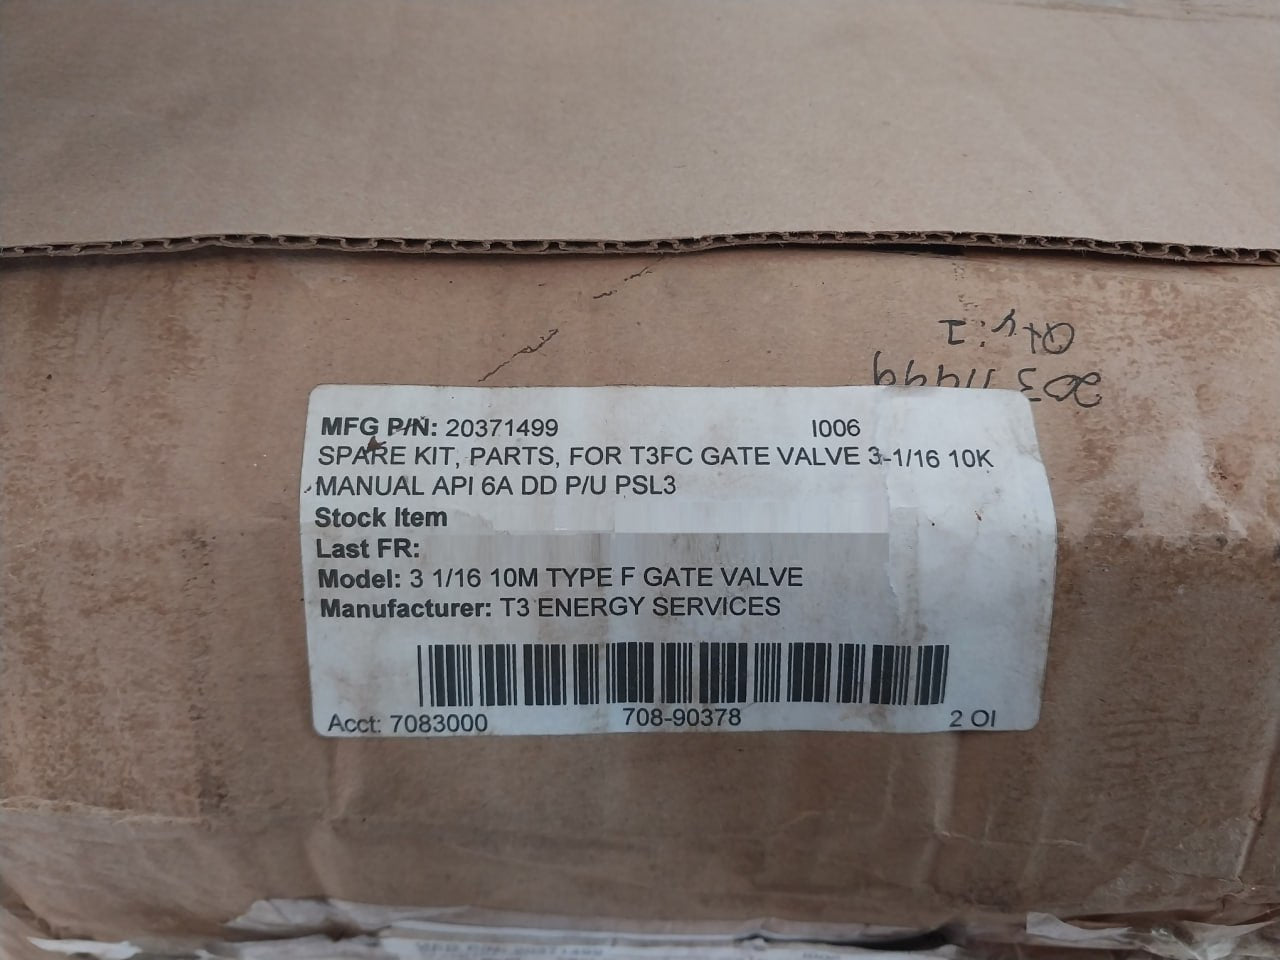 Qty: 1
20371499
MFG P/N: 20371499 I006
SPARE KIT, PARTS, FOR T3FC GATE VALVE 3-1/16 10K
MANUAL API 6A DD P/U PSL3
Stock Item
Last FR:
Model: 3 1/16 10M TYPE F GATE VALVE
Manufacturer: T3 ENERGY SERVICES
Acct: 7083000 708-90378 2 OI